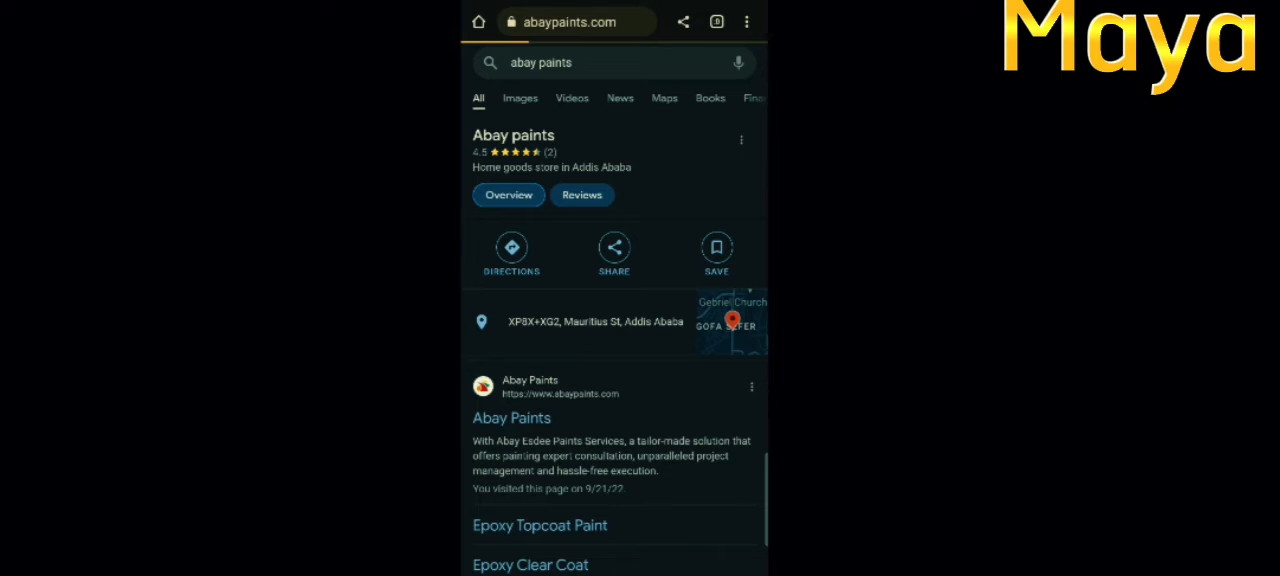 Maya
abaypaints.com
abay paints
All Images Videos News Maps Books
Abay paints
4.5 (2)
Home goods store in Addis Ababa
Overview Reviews
DIRECTIONS SHARE SAVE
Gebriel Church
XP8X+XG2, Mauritius St, Addis Ababa
GOFA SEFER
Abay Paints
https://www.abaypaints.com
Abay Paints
With Abay Esdee Paints Services, a tailor-made solution that
offers painting expert consultation, unparalleled project
management and hassle-free execution.
You visited this page on 9/21/22.
Epoxy Topcoat Paint
Epoxy Clear Coat